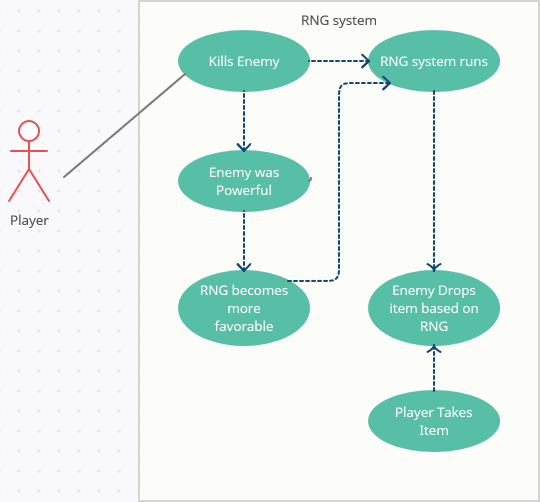 RNG system
Kills Enemy
RNG system runs
Enemy was
Powerful
Player
RNG becomes
more
favorable
Enemy Drops
item based on
RNG
Player Takes
Item